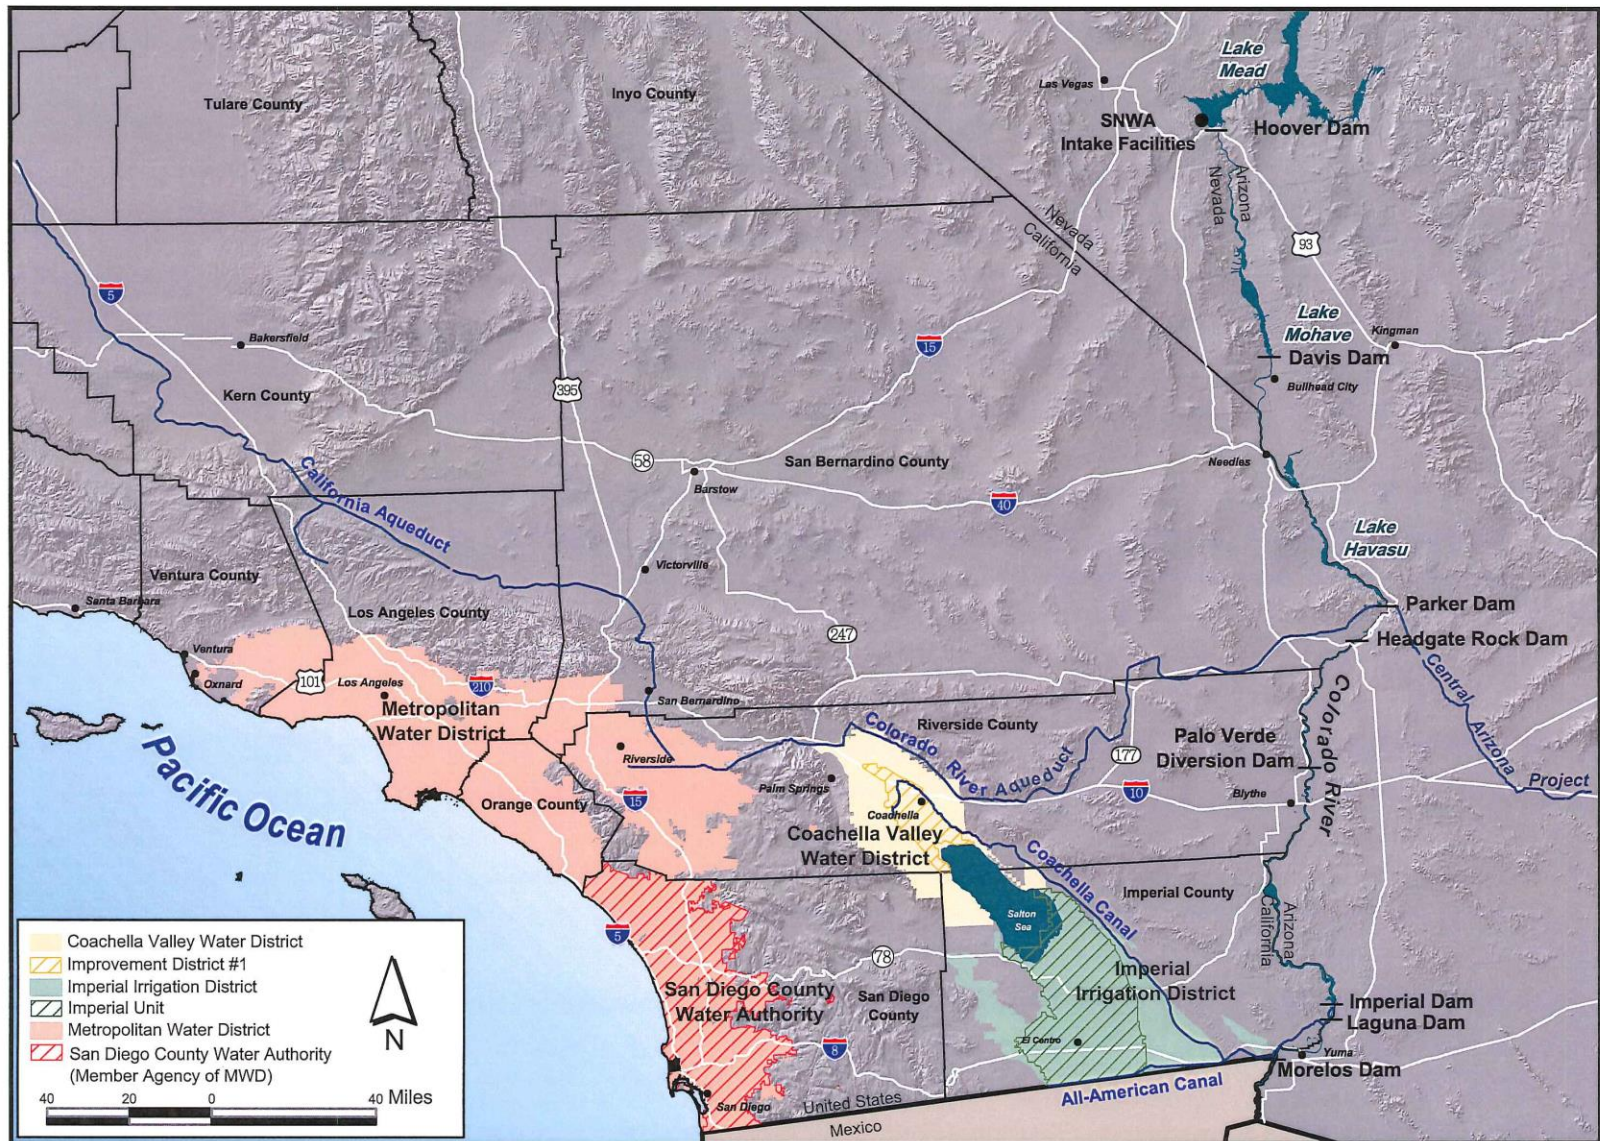 Lake
Mead
Las Vegas
Tulare County
Inyo County
SNWA
Intake Facilities
Hoover Dam
Arizona
Nevada
Nevada
California
93
5
Lake
Mohave
Kingman
Bakersfield
15
Davis Dam
Bullhead City
Kern County
395
58
San Bernardino County
Needles
Barstow
40
California Aqueduct
Lake
Havasu
Victorville
Ventura County
Santa Barbara
Los Angeles County
Parker Dam
247
Headgate Rock Dam
Ventura
Oxnard
101
Los Angeles
210
San Bernardino
Metropolitan
Water District
Central Arizona Project
Colorado River
Colorado River Aqueduct
Riverside County
Palo Verde
Diversion Dam
177
Riverside
Pacific Ocean
Palm Springs
10
Blythe
Orange County
15
Coachella
Coachella Valley
Water District
Coachella Canal
Imperial County
Arizona
California
Salton
Sea
5
78
Imperial
Irrigation District
San Diego County
Water Authority
San Diego
County
Imperial Dam
Laguna Dam
El Centro
8
Yuma
Morelos Dam
All-American Canal
San Diego
United States
Mexico
Coachella Valley Water District
Improvement District #1
Imperial Irrigation District
Imperial Unit
Metropolitan Water District
San Diego County Water Authority
(Member Agency of MWD)
N
40 20 0 40 Miles